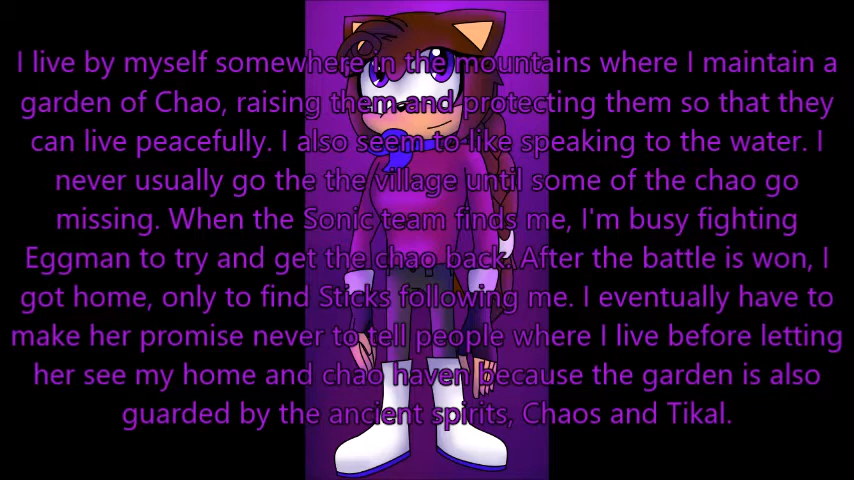 I live by myself somewhere in the mountains where I maintain a
garden of Chao, raising them and protecting them so that they
can live peacefully. I also seem to like speaking to the water. I
never usually go the the village until some of the chao go
missing. When the Sonic team finds me, I'm busy fighting
Eggman to try and get the chao back. After the battle is won, I
got home, only to find Sticks following me. I eventually have to
make her promise never to tell people where I live before letting
her see my home and chao haven because the garden is also
guarded by the ancient spirits, Chaos and Tikal.